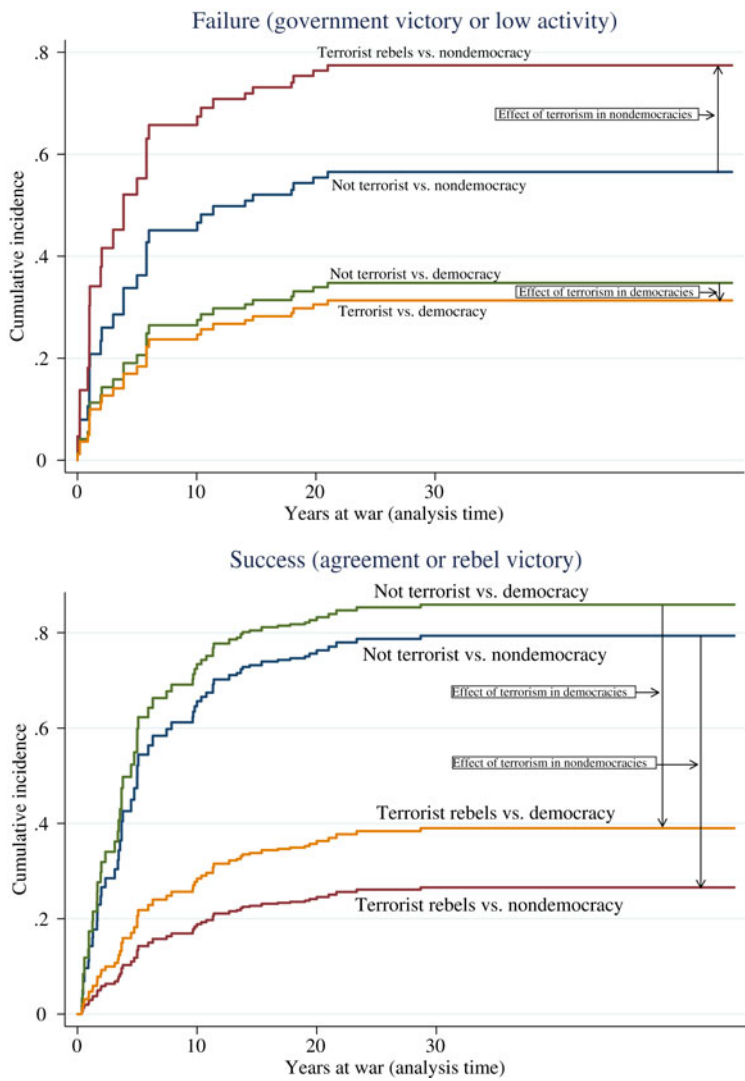 Failure (government victory or low activity)
.8
Terrorist rebels vs. nondemocracy
Effect of terrorism in nondemocracies
.6
Not terrorist vs. nondemocracy
Cumulative incidence
.4
Not terrorist vs. democracy
Effect of terrorism in democracies
Terrorist vs. democracy
.2
0
0 10 20 30
Years at war (analysis time)
Success (agreement or rebel victory)
Not terrorist vs. democracy
.8
Not terrorist vs. nondemocracy
Effect of terrorism in democracies
.6
Effect of terrorism in nondemocracies
Cumulative incidence
.4
Terrorist rebels vs. democracy
.2
Terrorist rebels vs. nondemocracy
0
0 10 20 30
Years at war (analysis time)